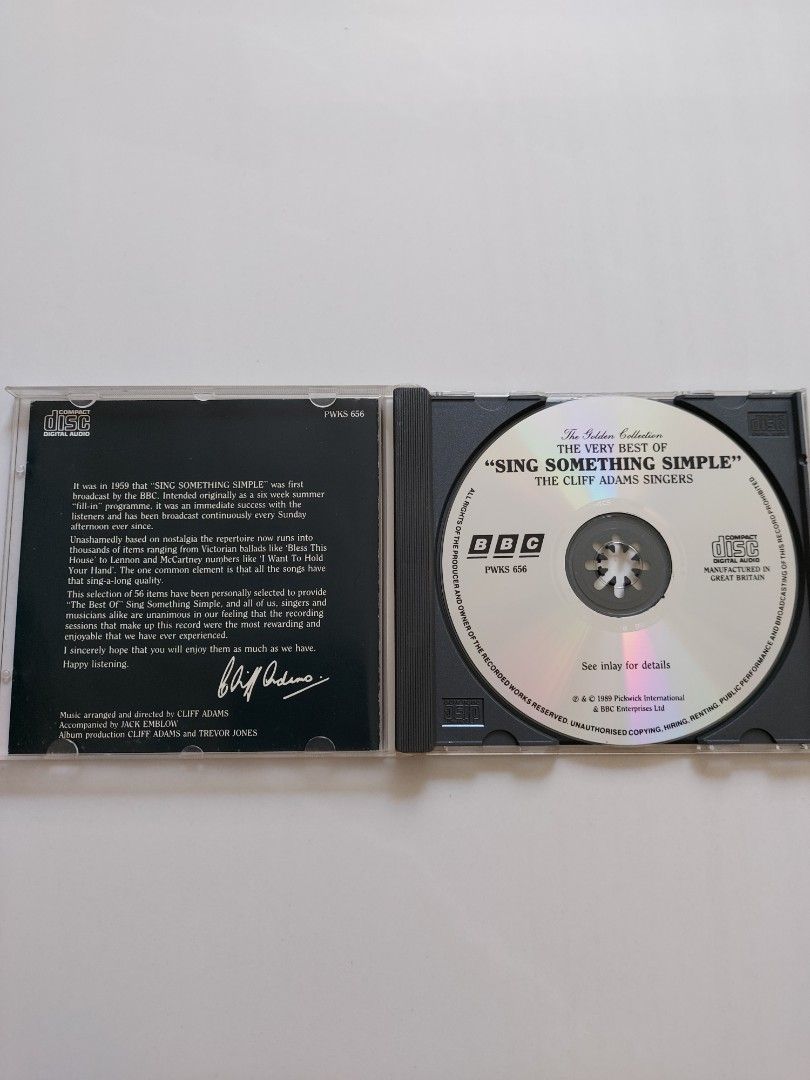 COMPACT
disc
DIGITAL AUDIO
PWKS 656
It was in 1959 that "SING SOMETHING SIMPLE" was first
broadcast by the BBC. Intended originally as a six week summer
"fill-in" programme, it was an immediate success with the
listeners and has been broadcast continuously every Sunday
afternoon ever since.
Unashamedly based on nostalgia the repertoire now runs into
thousands of items ranging from Victorian ballads like 'Bless This
House' to Lennon and McCartney numbers like 'I Want To Hold
Your Hand'. The one common element is that all the songs have
that sing-a-long quality.
This selection of 56 items have been personally selected to provide
"The Best Of" Sing Something Simple, and all of us, singers and
musicians alike are unanimous in our feeling that the recording
sessions that make up this record were the most rewarding and
enjoyable that we have ever experienced.
I sincerely hope that you will enjoy them as much as we have.
Happy listening.
Cliff Adams.
Music arranged and directed by CLIFF ADAMS
Accompanied by JACK EMBLOW
Album production CLIFF ADAMS and TREVOR JONES
The Golden Collection
THE VERY BEST OF
"SING SOMETHING SIMPLE"
THE CLIFF ADAMS SINGERS
BBC
PWKS 656
COMPACT
disc
DIGITAL AUDIO
MANUFACTURED IN
GREAT BRITAIN
See inlay for details
℗ & © 1989 Pickwick International
& BBC Enterprises Ltd
ALL RIGHTS OF THE PRODUCER AND OWNER OF THE RECORDED WORKS RESERVED. UNAUTHORISED COPYING, HIRING, RENTING, PUBLIC PERFORMANCE AND BROADCASTING OF THIS RECORD PROHIBITED
disc
disc